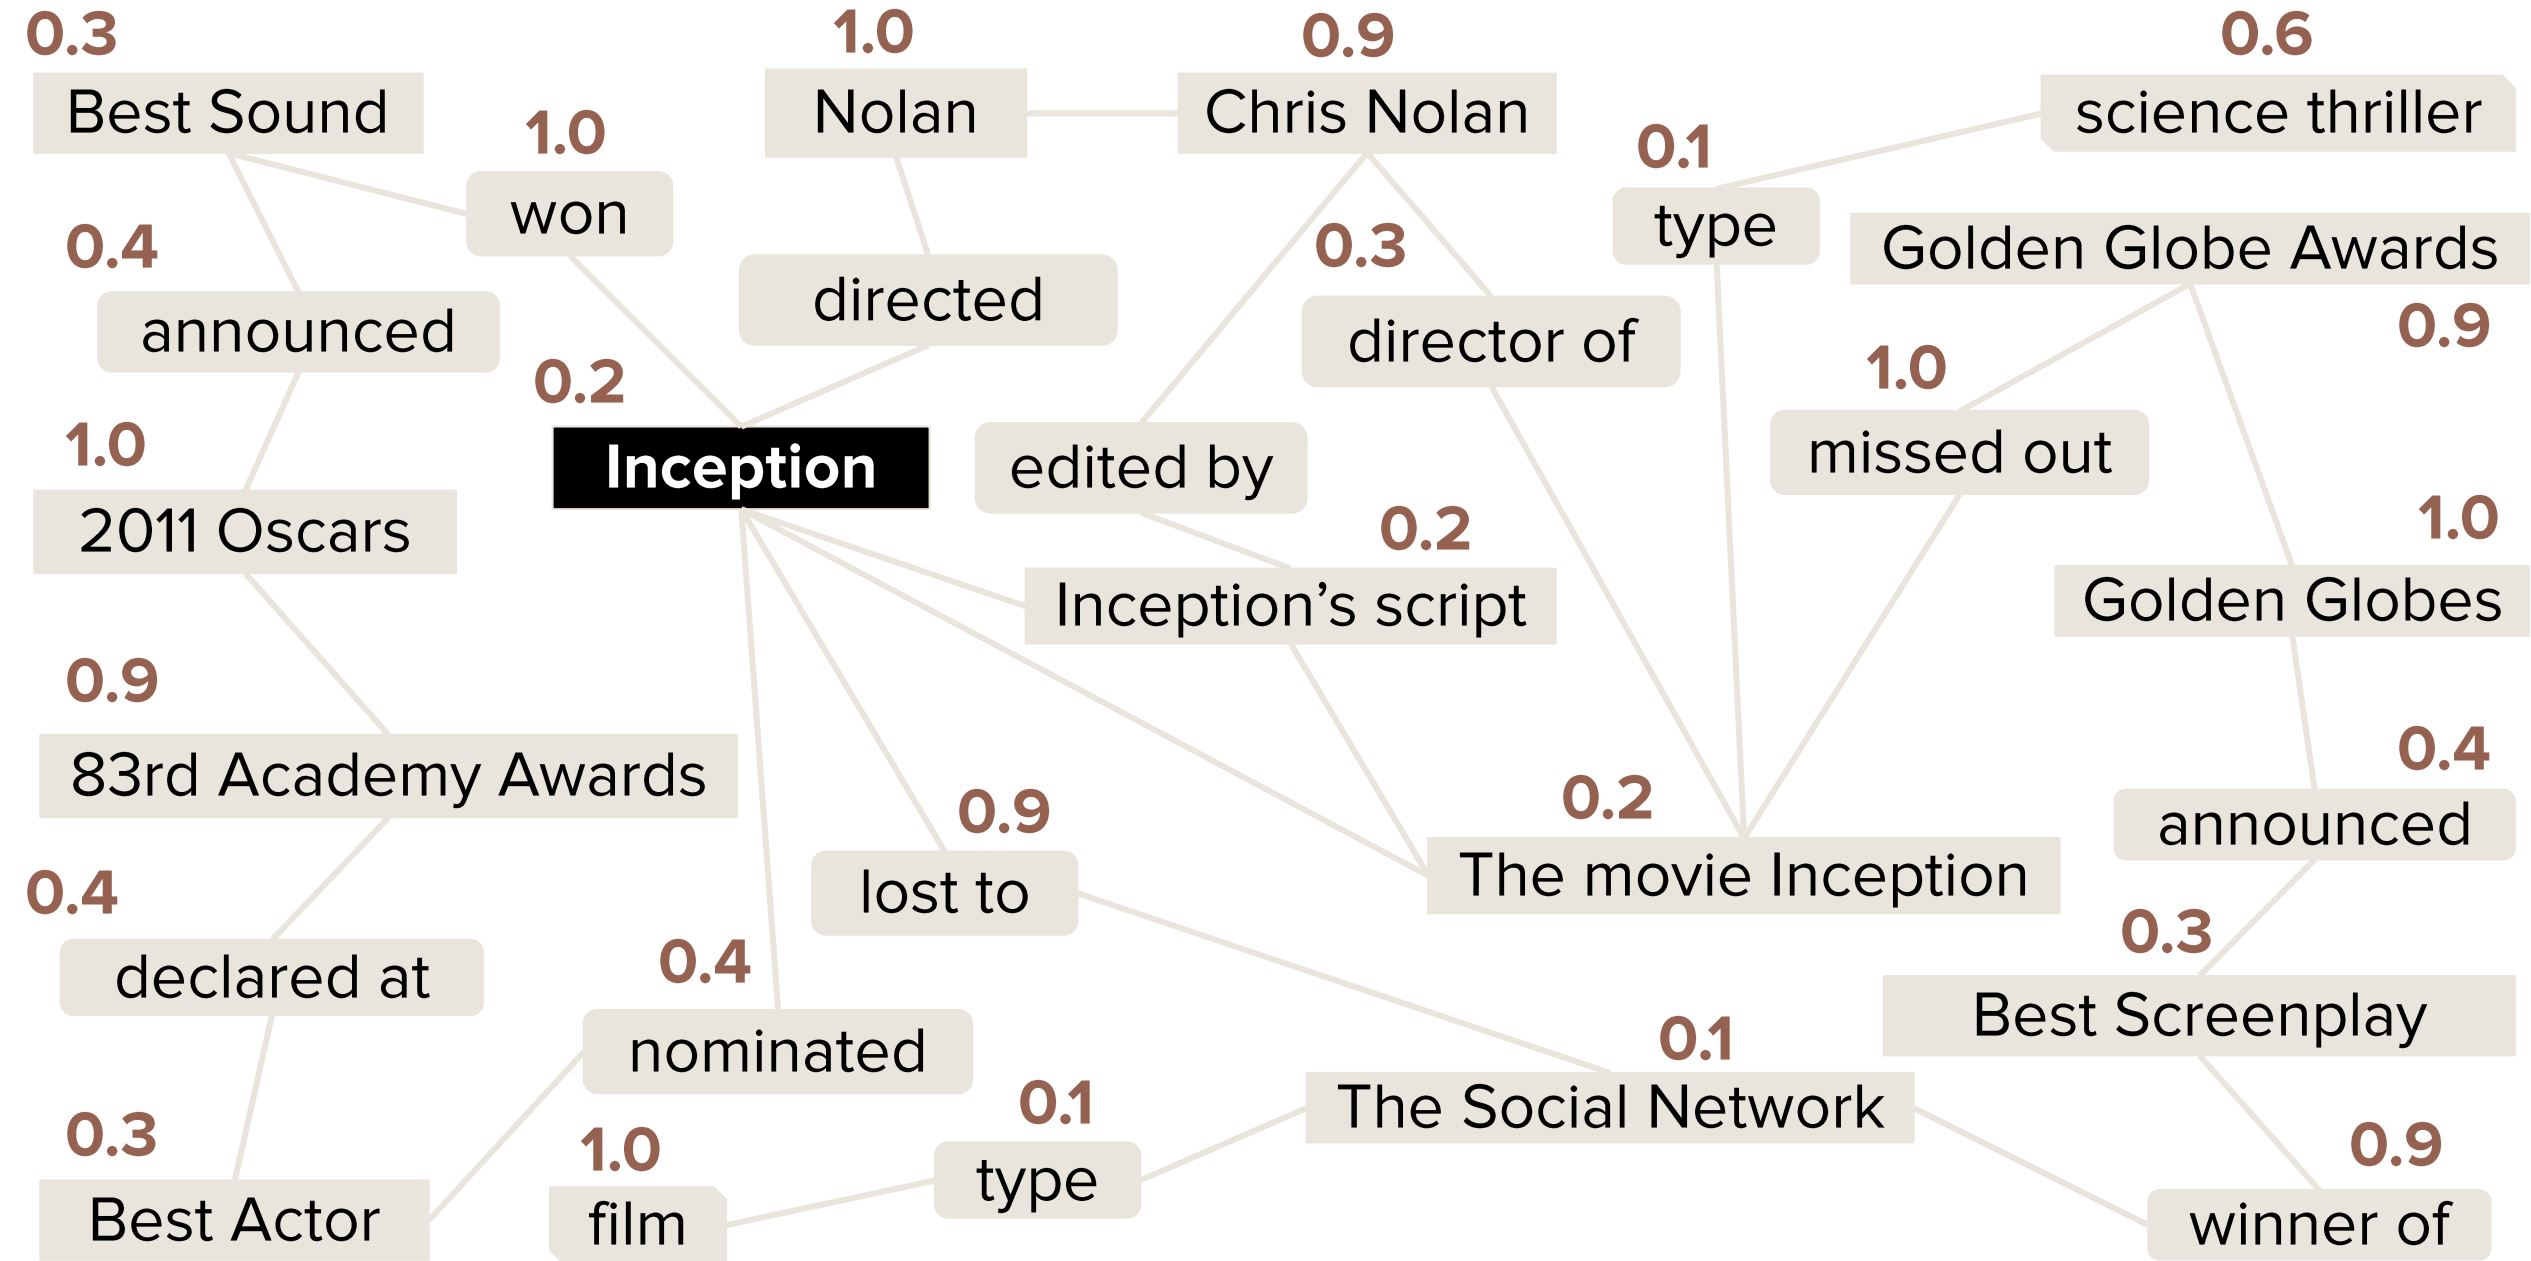 0.3
1.0
0.9
0.6
Best Sound
Nolan
Chris Nolan
science thriller
1.0
0.1
won
type
Golden Globe Awards
0.4
0.3
announced
directed
director of
0.9
0.2
1.0
1.0
Inception
edited by
missed out
2011 Oscars
0.2
1.0
Inception’s script
Golden Globes
0.9
83rd Academy Awards
0.4
0.9
0.2
announced
lost to
The movie Inception
0.4
0.3
declared at
0.4
nominated
0.1
Best Screenplay
0.1
The Social Network
0.3
1.0
type
0.9
Best Actor
film
winner of